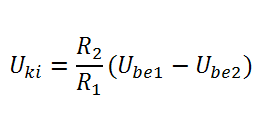 U_ki = R_2/R_1 (U_be1 − U_be2)